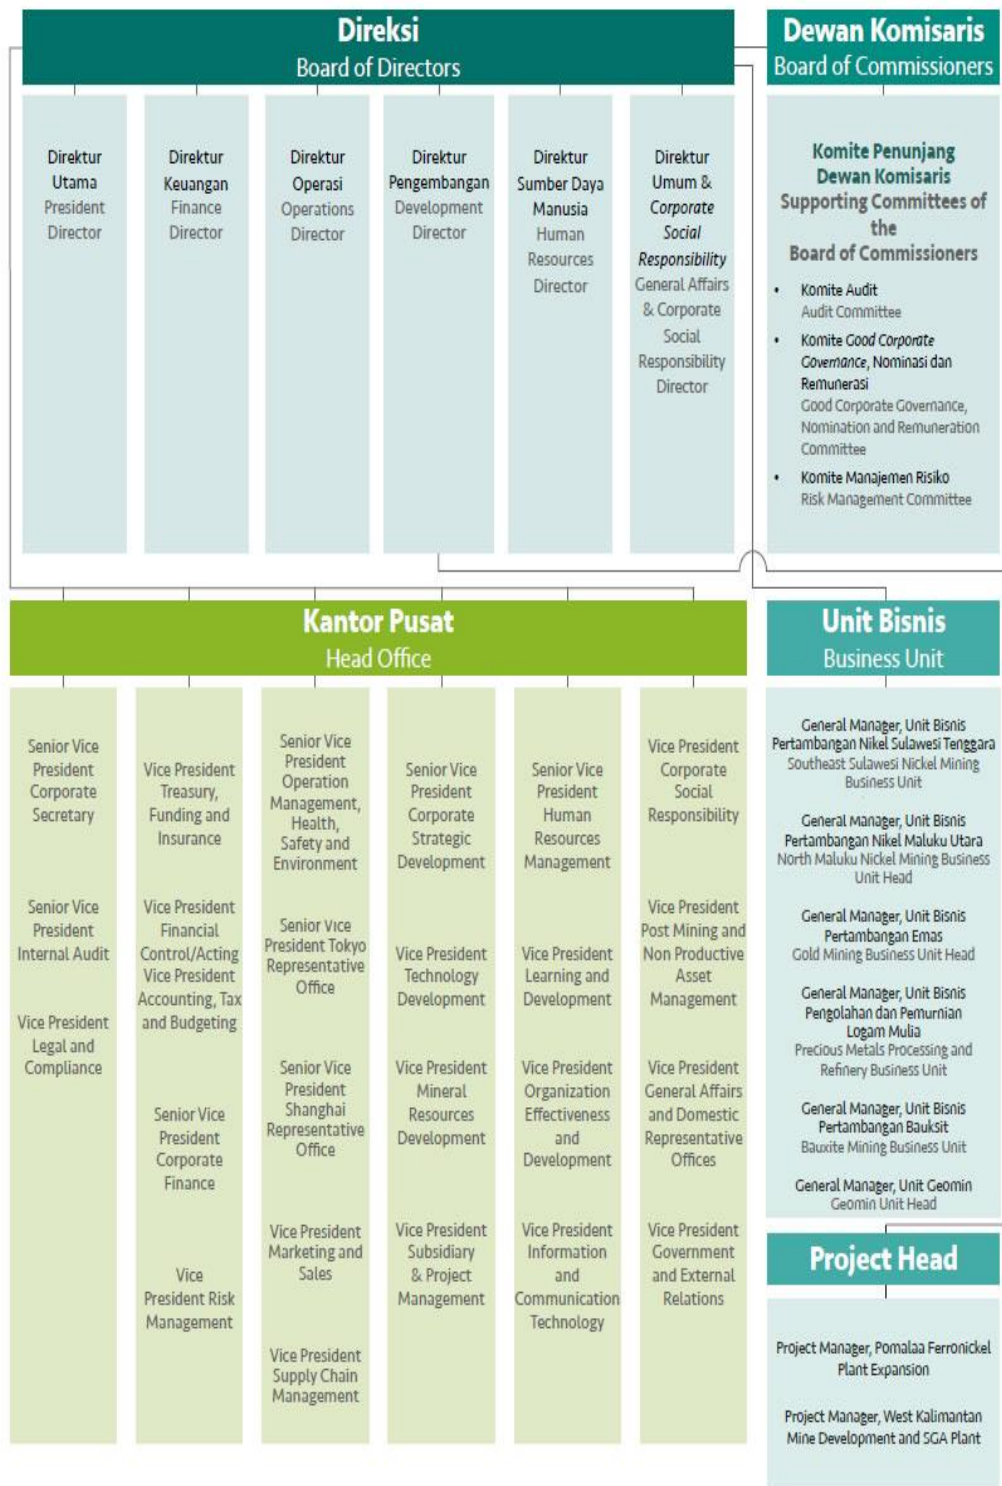 Direksi
Board of Directors
Dewan Komisaris
Board of Commissioners
Direktur
Utama
President
Director
Direktur
Keuangan
Finance
Director
Direktur
Operasi
Operations
Director
Direktur
Pengembangan
Development
Director
Direktur
Sumber Daya
Manusia
Human
Resources
Director
Direktur
Umum &
Corporate
Social
Responsibility
General Affairs
& Corporate
Social
Responsibility
Director
Komite Penunjang
Dewan Komisaris
Supporting Committees of
the
Board of Commissioners
• Komite Audit
Audit Committee
• Komite Good Corporate
Governance, Nominasi dan
Remunerasi
Good Corporate Governance,
Nomination and Remuneration
Committee
• Komite Manajemen Risiko
Risk Management Committee
Kantor Pusat
Head Office
Senior Vice
President
Corporate
Secretary
Senior Vice
President
Internal Audit
Vice President
Legal and
Compliance
Vice President
Treasury,
Funding and
Insurance
Vice President
Financial
Control/Acting
Vice President
Accounting, Tax
and Budgeting
Senior Vice
President
Corporate
Finance
Vice
President Risk
Management
Senior Vice
President
Operation
Management,
Health,
Safety and
Environment
Senior Vice
President Tokyo
Representative
Office
Senior Vice
President
Shanghai
Representative
Office
Vice President
Marketing and
Sales
Vice President
Supply Chain
Management
Senior Vice
President
Corporate
Strategic
Development
Vice President
Technology
Development
Vice President
Mineral
Resources
Development
Vice President
Subsidiary
& Project
Management
Senior Vice
President
Human
Resources
Management
Vice President
Learning and
Development
Vice President
Organization
Effectiveness
and
Development
Vice President
Information
and
Communication
Technology
Vice President
Corporate
Social
Responsibility
Vice President
Post Mining and
Non Productive
Asset
Management
Vice President
General Affairs
and Domestic
Representative
Offices
Vice President
Government
and External
Relations
Unit Bisnis
Business Unit
General Manager, Unit Bisnis
Pertambangan Nikel Sulawesi Tenggara
Southeast Sulawesi Nickel Mining
Business Unit
General Manager, Unit Bisnis
Pertambangan Nikel Maluku Utara
North Maluku Nickel Mining Business
Unit Head
General Manager, Unit Bisnis
Pertambangan Emas
Gold Mining Business Unit Head
General Manager, Unit Bisnis
Pengolahan dan Pemurnian
Logam Mulia
Precious Metals Processing and
Refinery Business Unit
General Manager, Unit Bisnis
Pertambangan Bauksit
Bauxite Mining Business Unit
General Manager, Unit Geomin
Geomin Unit Head
Project Head
Project Manager, Pomalaa Ferronickel
Plant Expansion
Project Manager, West Kalimantan
Mine Development and SGA Plant